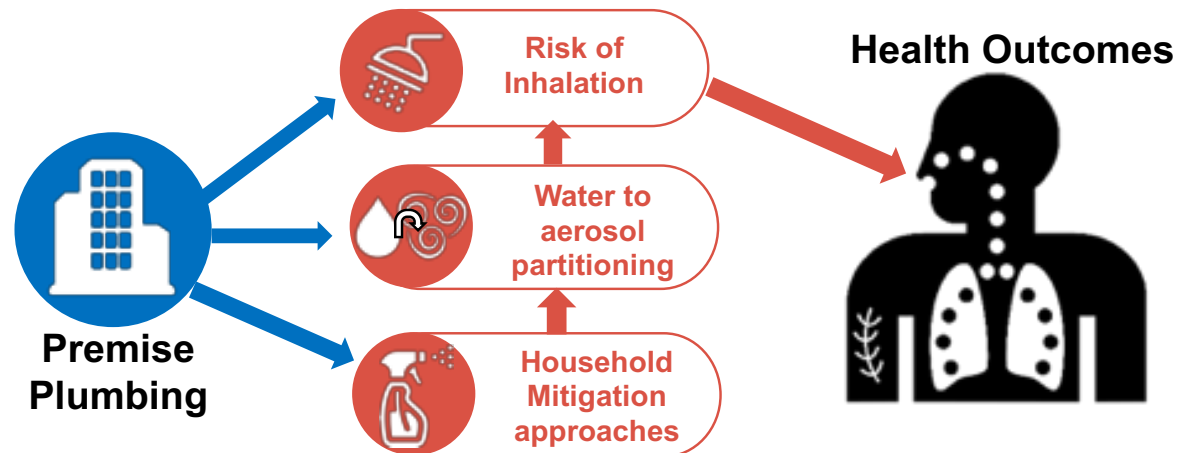 Risk of
Inhalation
Health Outcomes
Water to
aerosol
partitioning
Premise
Plumbing
Household
Mitigation
approaches